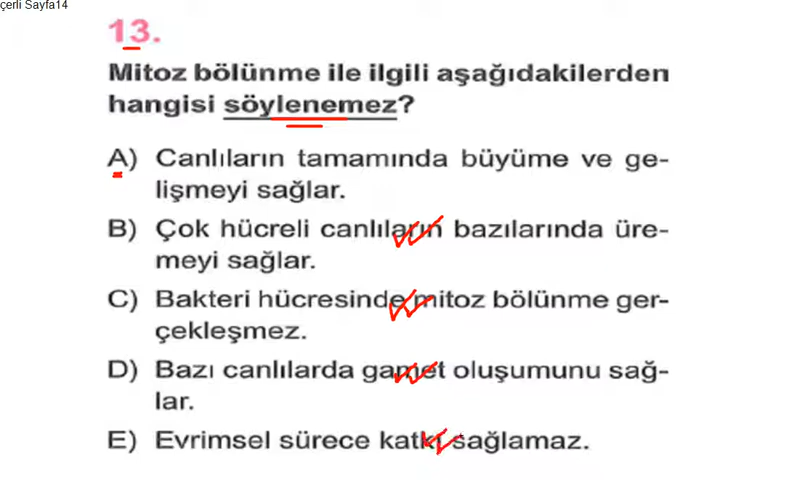 çerli Sayfa14
13.
Mitoz bölünme ile ilgili aşağıdakilerden
hangisi söylenemez?
A) Canlıların tamamında büyüme ve ge-
lişmeyi sağlar.
B) Çok hücreli canlıların bazılarında üre-
meyi sağlar.
C) Bakteri hücresinde mitoz bölünme ger-
çekleşmez.
D) Bazı canlılarda gamet oluşumunu sağ-
lar.
E) Evrimsel sürece katkı sağlamaz.